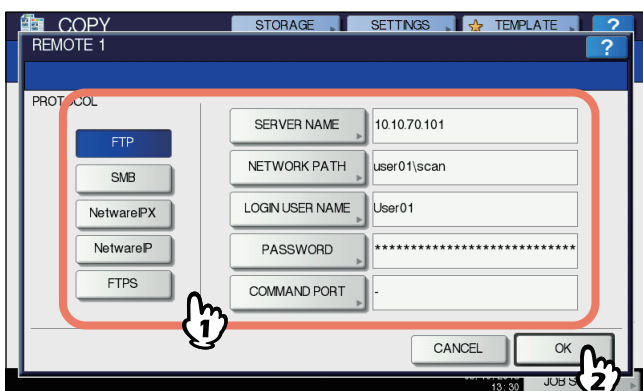 COPY STORAGE SETTINGS TEMPLATE ?
REMOTE 1 ?
PROTOCOL
FTP
SMB
NetwareIPX
NetwareIP
FTPS
SERVER NAME 10.10.70.101
NETWORK PATH user01\scan
LOGIN USER NAME User01
PASSWORD ****************************
COMMAND PORT -
1
CANCEL OK
2
13:30 JOB S